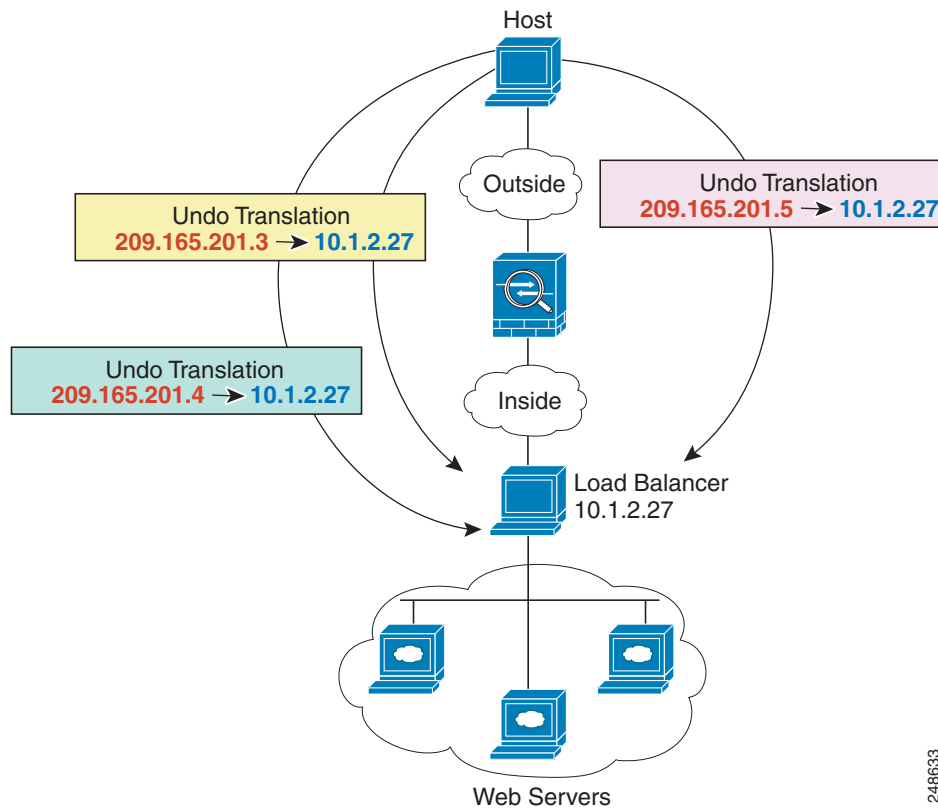 Host
Outside
Undo Translation
209.165.201.3 → 10.1.2.27
Undo Translation
209.165.201.5 → 10.1.2.27
Undo Translation
209.165.201.4 → 10.1.2.27
Inside
Load Balancer
10.1.2.27
Web Servers
248633